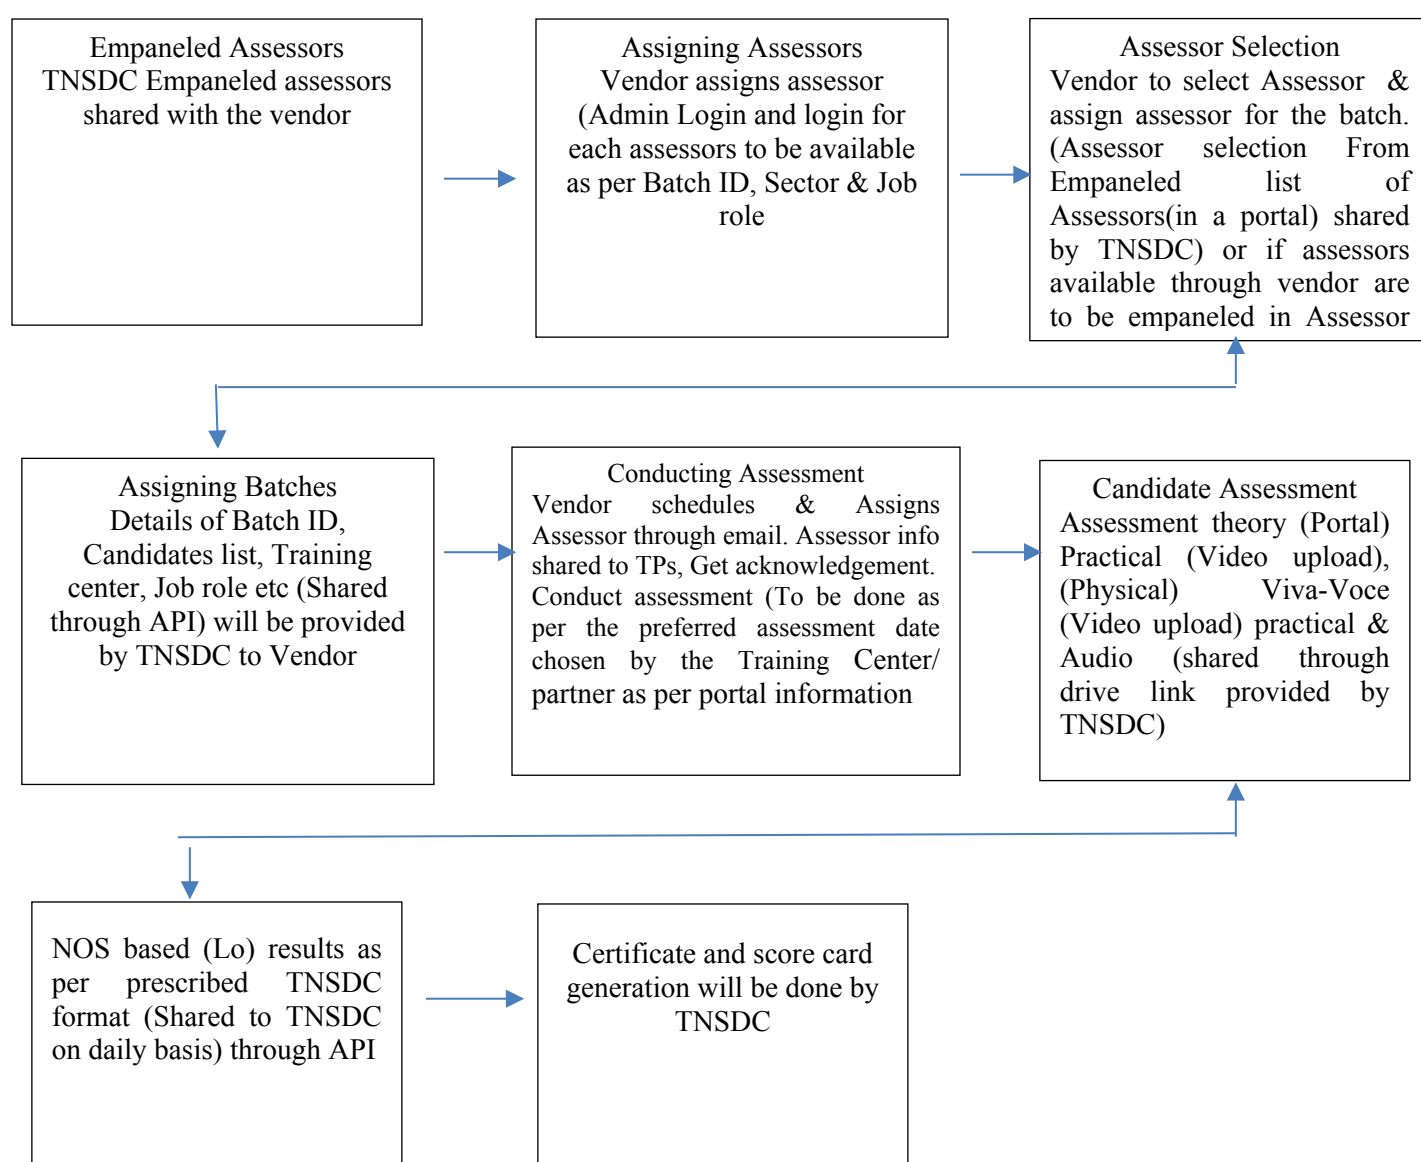 Empaneled Assessors
TNSDC Empaneled assessors
shared with the vendor
Assigning Assessors
Vendor assigns assessor
(Admin Login and login for
each assessors to be available
as per Batch ID, Sector & Job
role
Assessor Selection
Vendor to select Assessor &
assign assessor for the batch.
(Assessor selection From
Empaneled list of
Assessors(in a portal) shared
by TNSDC) or if assessors
available through vendor are
to be empaneled in Assessor
Assigning Batches
Details of Batch ID,
Candidates list, Training
center, Job role etc (Shared
through API) will be provided
by TNSDC to Vendor
Conducting Assessment
Vendor schedules & Assigns
Assessor through email. Assessor info
shared to TPs, Get acknowledgement.
Conduct assessment (To be done as
per the preferred assessment date
chosen by the Training Center/
partner as per portal information
Candidate Assessment
Assessment theory (Portal)
Practical (Video upload),
(Physical) Viva-Voce
(Video upload) practical &
Audio (shared through
drive link provided by
TNSDC)
NOS based (Lo) results as
per prescribed TNSDC
format (Shared to TNSDC
on daily basis) through API
Certificate and score card
generation will be done by
TNSDC